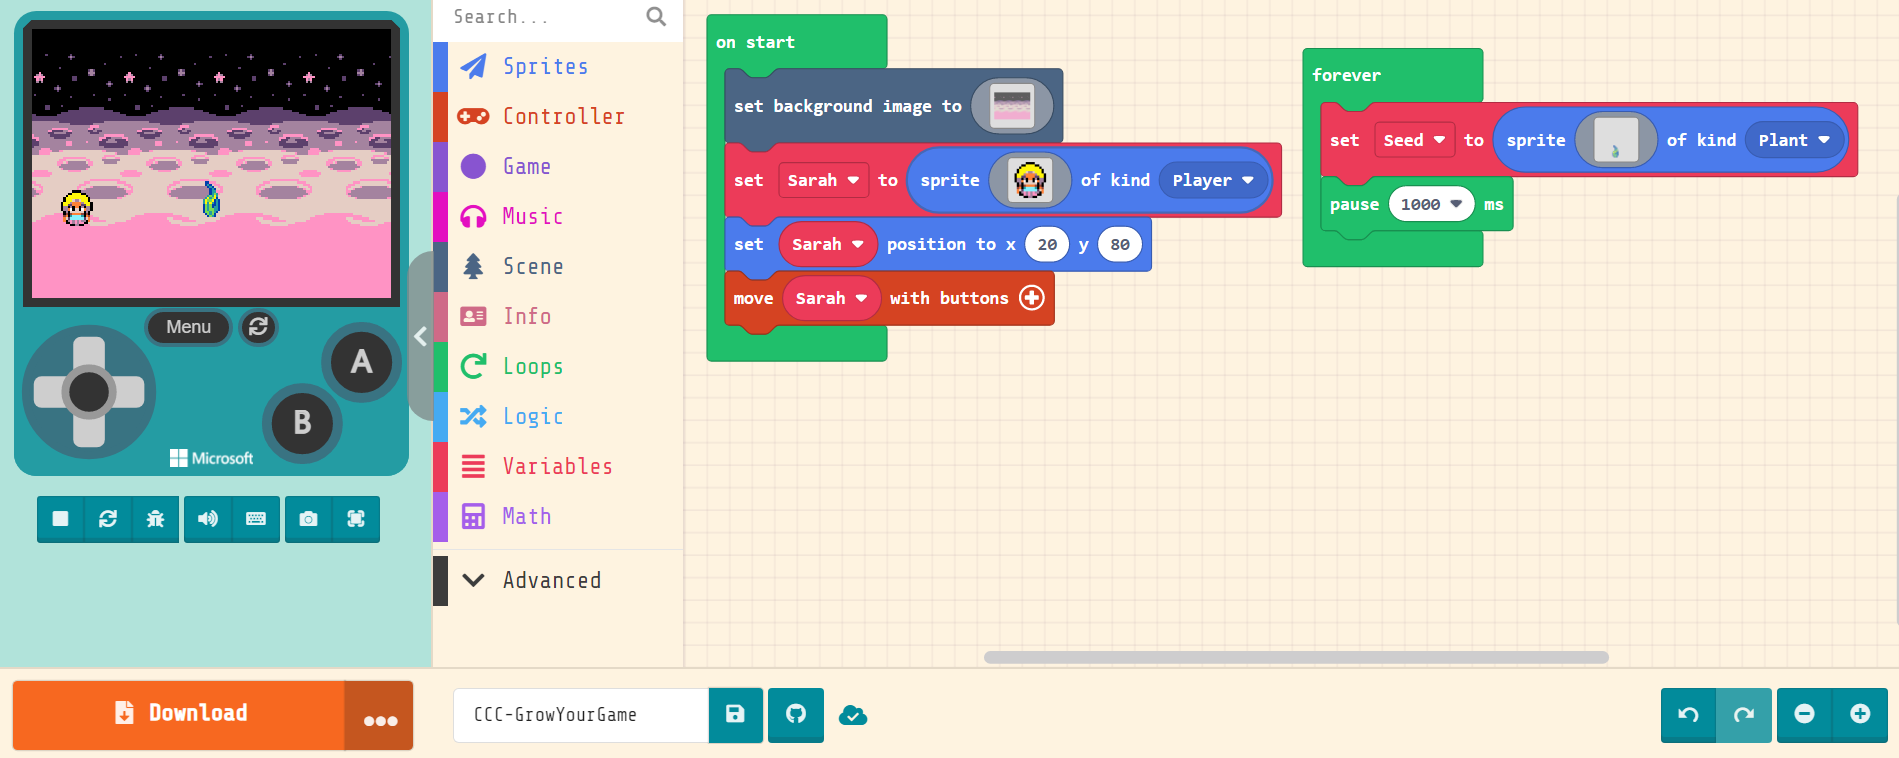 Menu
A
B
Microsoft
Search...
Sprites
Controller
Game
Music
Scene
Info
Loops
Logic
Variables
Math
Advanced
on start
set background image to
set Sarah to sprite of kind Player
set Sarah position to x 20 y 80
move Sarah with buttons
forever
set Seed to sprite of kind Plant
pause 1000 ms
Download
CCC-GrowYourGame